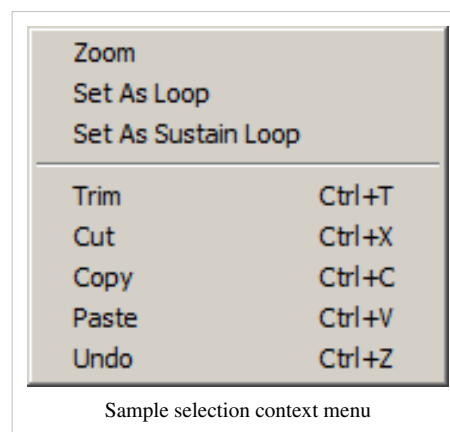 Zoom
Set As Loop
Set As Sustain Loop
Trim Ctrl+T
Cut Ctrl+X
Copy Ctrl+C
Paste Ctrl+V
Undo Ctrl+Z
Sample selection context menu